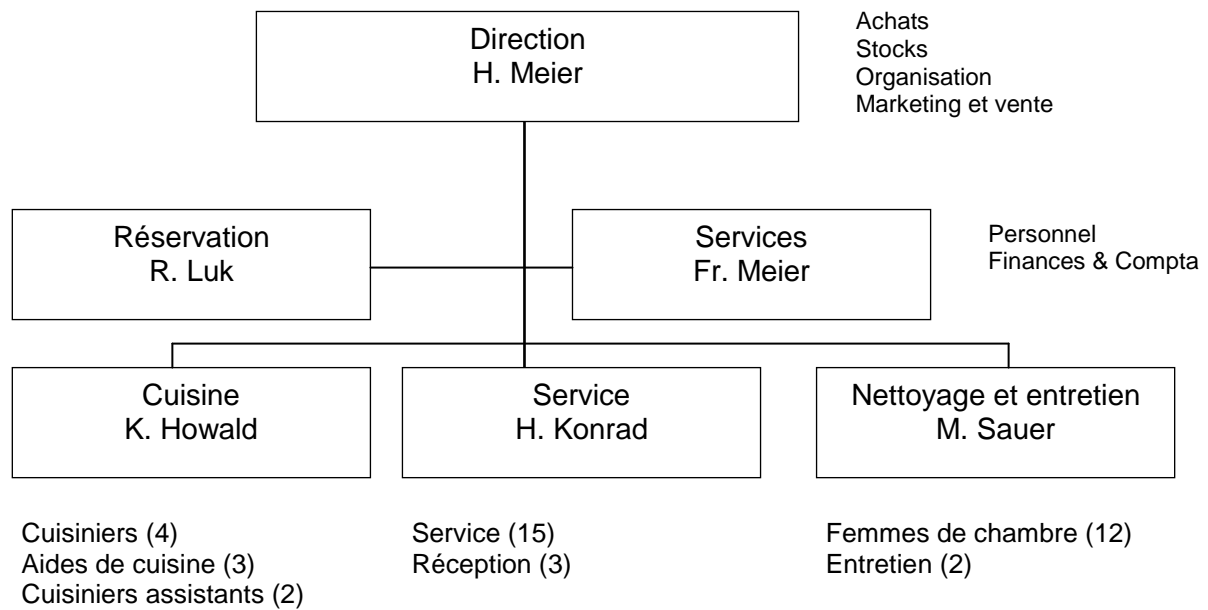 Direction
H. Meier
Achats
Stocks
Organisation
Marketing et vente
Réservation
R. Luk
Services
Fr. Meier
Personnel
Finances & Compta
Cuisine
K. Howald
Service
H. Konrad
Nettoyage et entretien
M. Sauer
Cuisiniers (4)
Aides de cuisine (3)
Cuisiniers assistants (2)
Service (15)
Réception (3)
Femmes de chambre (12)
Entretien (2)